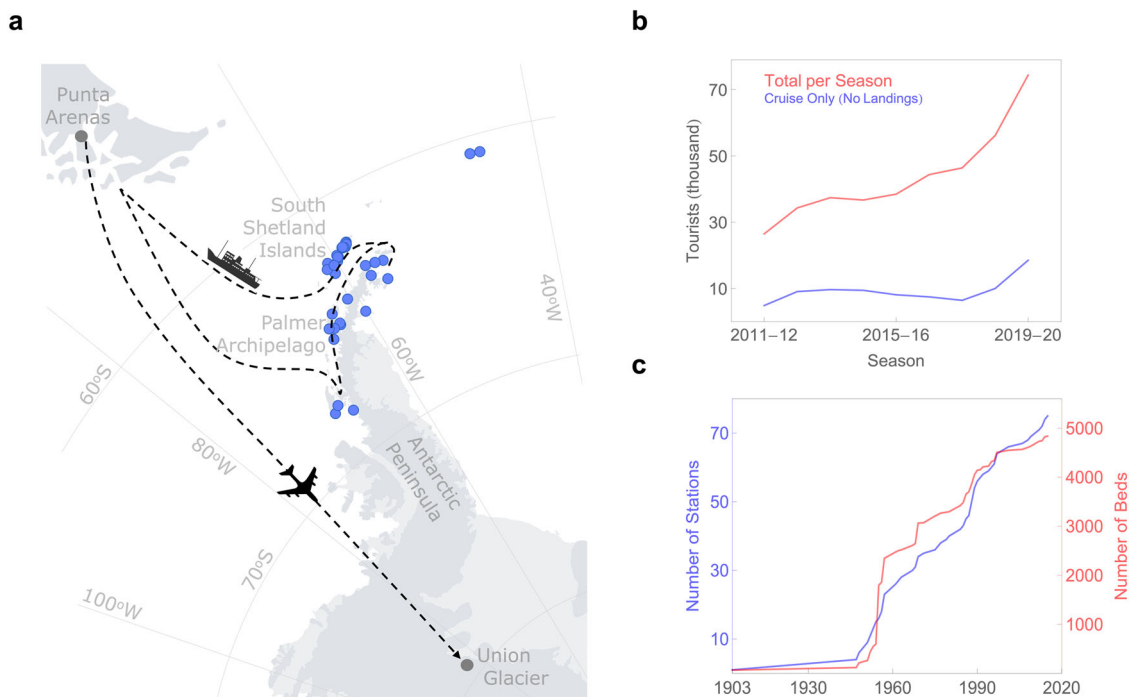 a
Punta
Arenas
South
Shetland
Islands
Palmer
Archipelago
Antarctic
Peninsula
Union
Glacier
60°S
70°S
80°W
100°W
60°W
40°W
b
Total per Season
Cruise Only (No Landings)
Tourists (thousand)
70
50
30
10
2011–12
2015–16
2019–20
Season
c
Number of Stations
70
50
30
10
Number of Beds
5000
4000
3000
2000
1000
1903
1930
1960
1990
2020